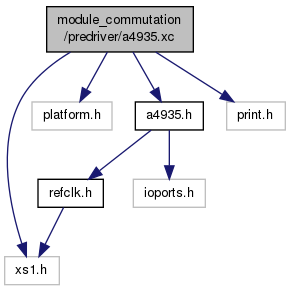 module_commutation
/predriver/a4935.xc
platform.h
a4935.h
print.h
refclk.h
ioports.h
xs1.h